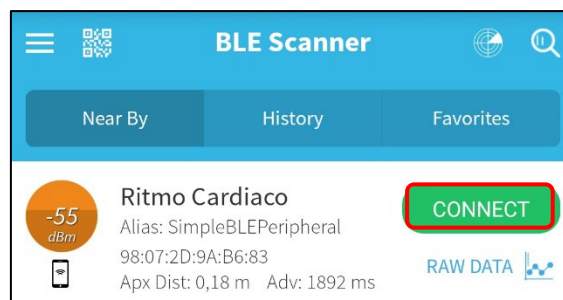 BLE Scanner
Near By History Favorites
-55
dBm
Ritmo Cardiaco
Alias: SimpleBLEPeripheral
98:07:2D:9A:B6:83
Apx Dist: 0,18 m Adv: 1892 ms
CONNECT
RAW DATA